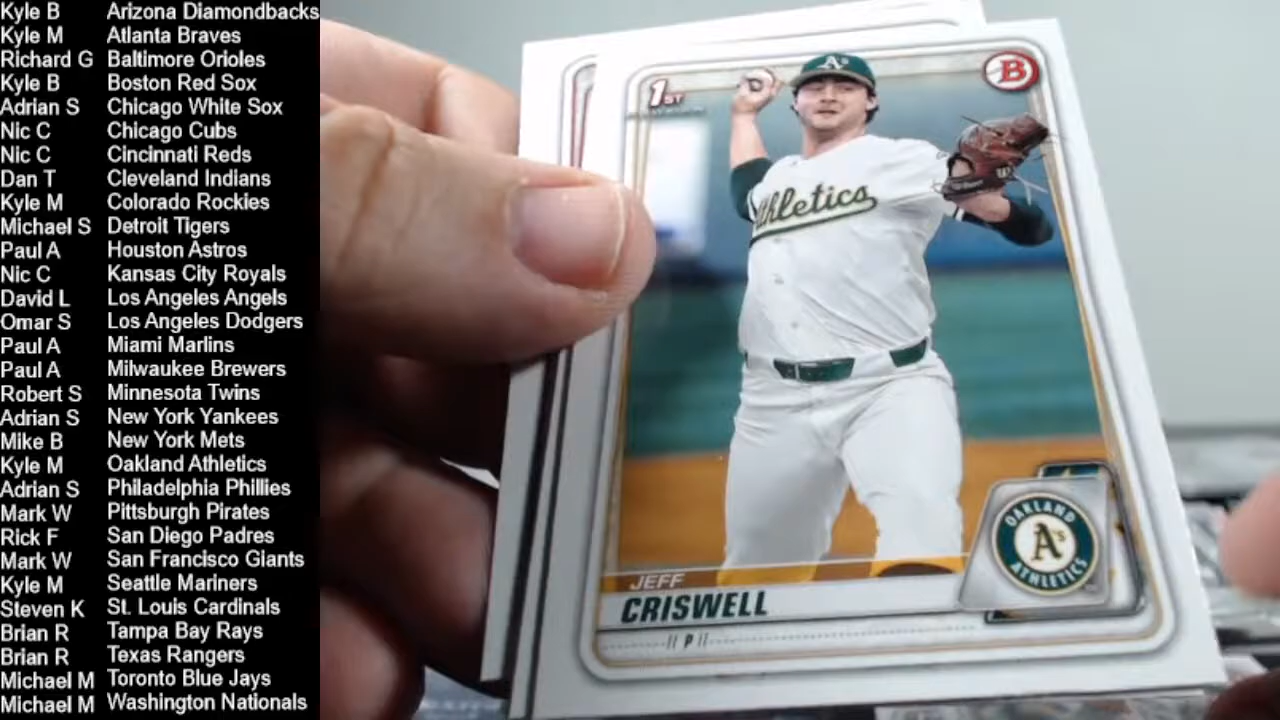 Kyle B Arizona Diamondbacks
Kyle M Atlanta Braves
Richard G Baltimore Orioles
Kyle B Boston Red Sox
Adrian S Chicago White Sox
Nic C Chicago Cubs
Nic C Cincinnati Reds
Dan T Cleveland Indians
Kyle M Colorado Rockies
Michael S Detroit Tigers
Paul A Houston Astros
Nic C Kansas City Royals
David L Los Angeles Angels
Omar S Los Angeles Dodgers
Paul A Miami Marlins
Paul A Milwaukee Brewers
Robert S Minnesota Twins
Adrian S New York Yankees
Mike B New York Mets
Kyle M Oakland Athletics
Adrian S Philadelphia Phillies
Mark W Pittsburgh Pirates
Rick F San Diego Padres
Mark W San Francisco Giants
Kyle M Seattle Mariners
Steven K St. Louis Cardinals
Brian R Tampa Bay Rays
Brian R Texas Rangers
Michael M Toronto Blue Jays
Michael M Washington Nationals
1ST
B
A's
Athletics
OAKLAND
A's
ATHLETICS
JEFF
CRISWELL
P